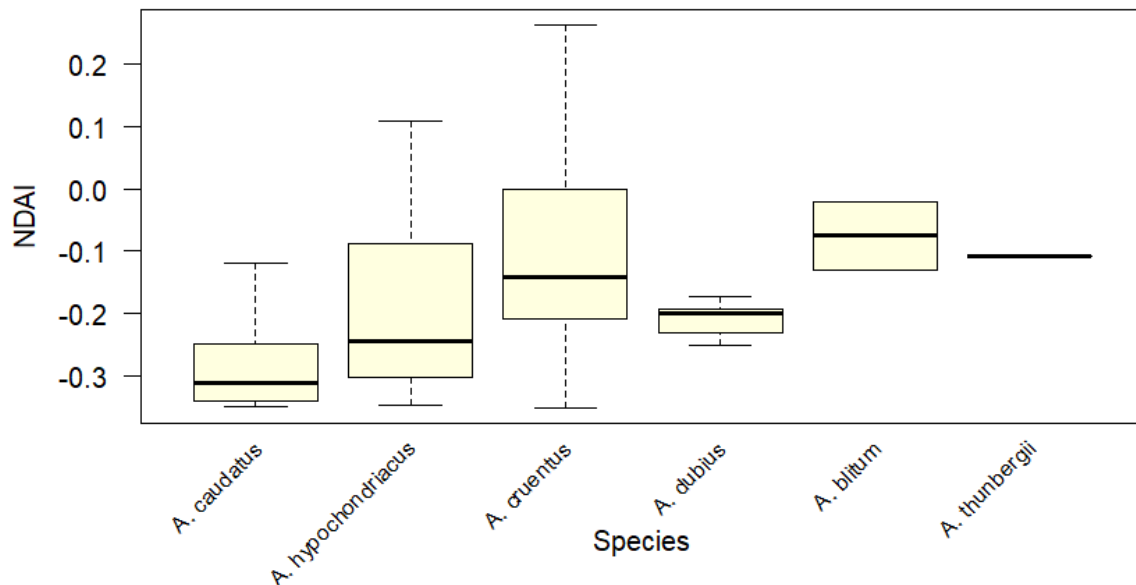 0.2
0.1
0.0
-0.1
-0.2
-0.3
NDAI
A. caudatus
A. hypochondriacus
A. cruentus
A. dubius
A. blitum
A. thunbergii
Species